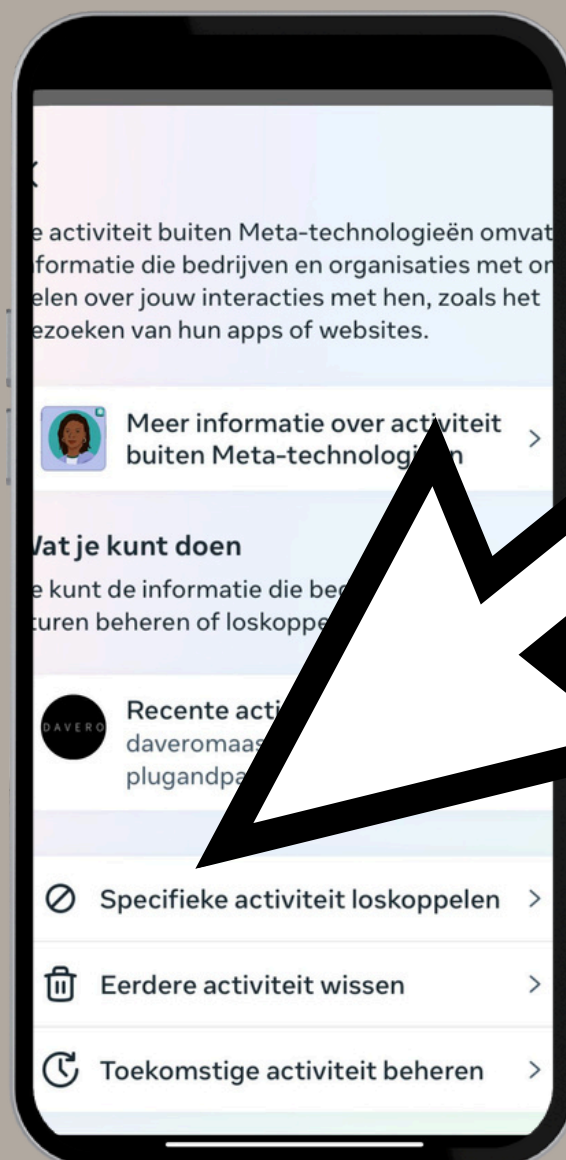 e activiteit buiten Meta-technologieën omvat
formatie die bedrijven en organisaties met on
elen over jouw interacties met hen, zoals het
ezoeken van hun apps of websites.
Meer informatie over activiteit
buiten Meta-technologieën
Wat je kunt doen
e kunt de informatie die bed
turen beheren of loskoppe
DAVERO
Recente acti
daveromaas
plugandpa
Specifieke activiteit loskoppelen
Eerdere activiteit wissen
Toekomstige activiteit beheren